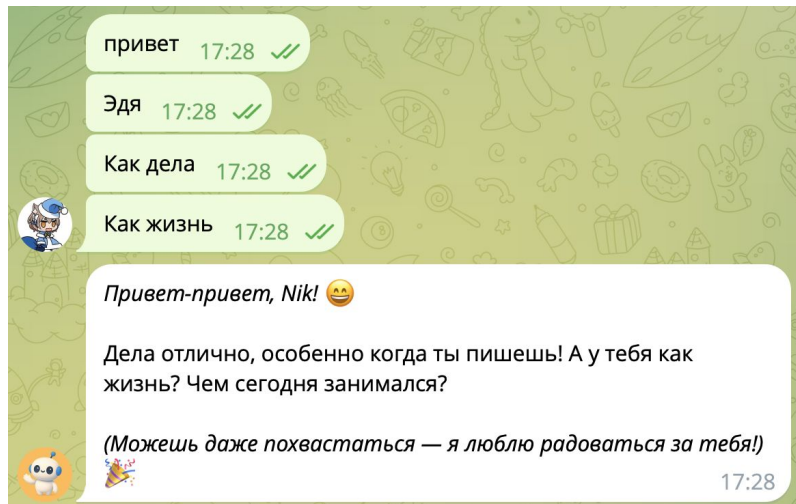 привет 17:28
Эдя 17:28
Как дела 17:28
Как жизнь 17:28
Привет-привет, Nik! 😄
Дела отлично, особенно когда ты пишешь! А у тебя как
жизнь? Чем сегодня занимался?
(Можешь даже похвастаться — я люблю радоваться за тебя!)
🎉 17:28